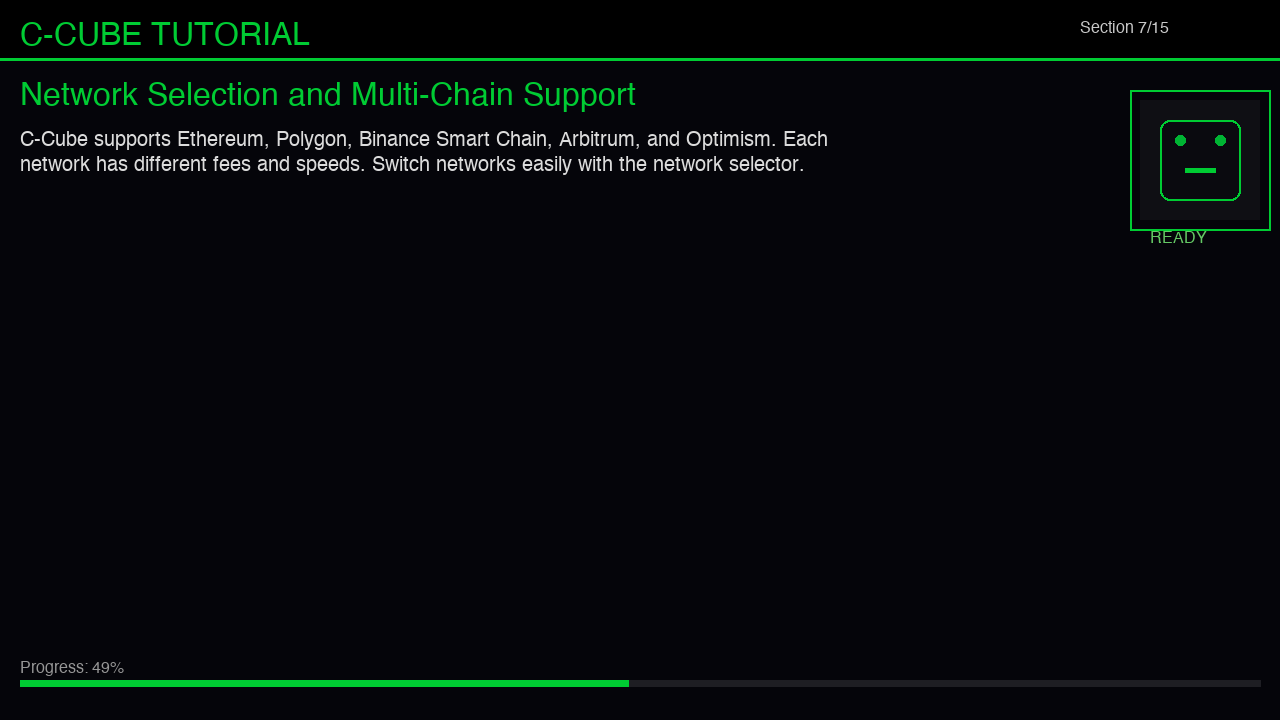 C-CUBE TUTORIAL
Section 7/15
Network Selection and Multi-Chain Support
C-Cube supports Ethereum, Polygon, Binance Smart Chain, Arbitrum, and Optimism. Each
network has different fees and speeds. Switch networks easily with the network selector.
READY
Progress: 49%